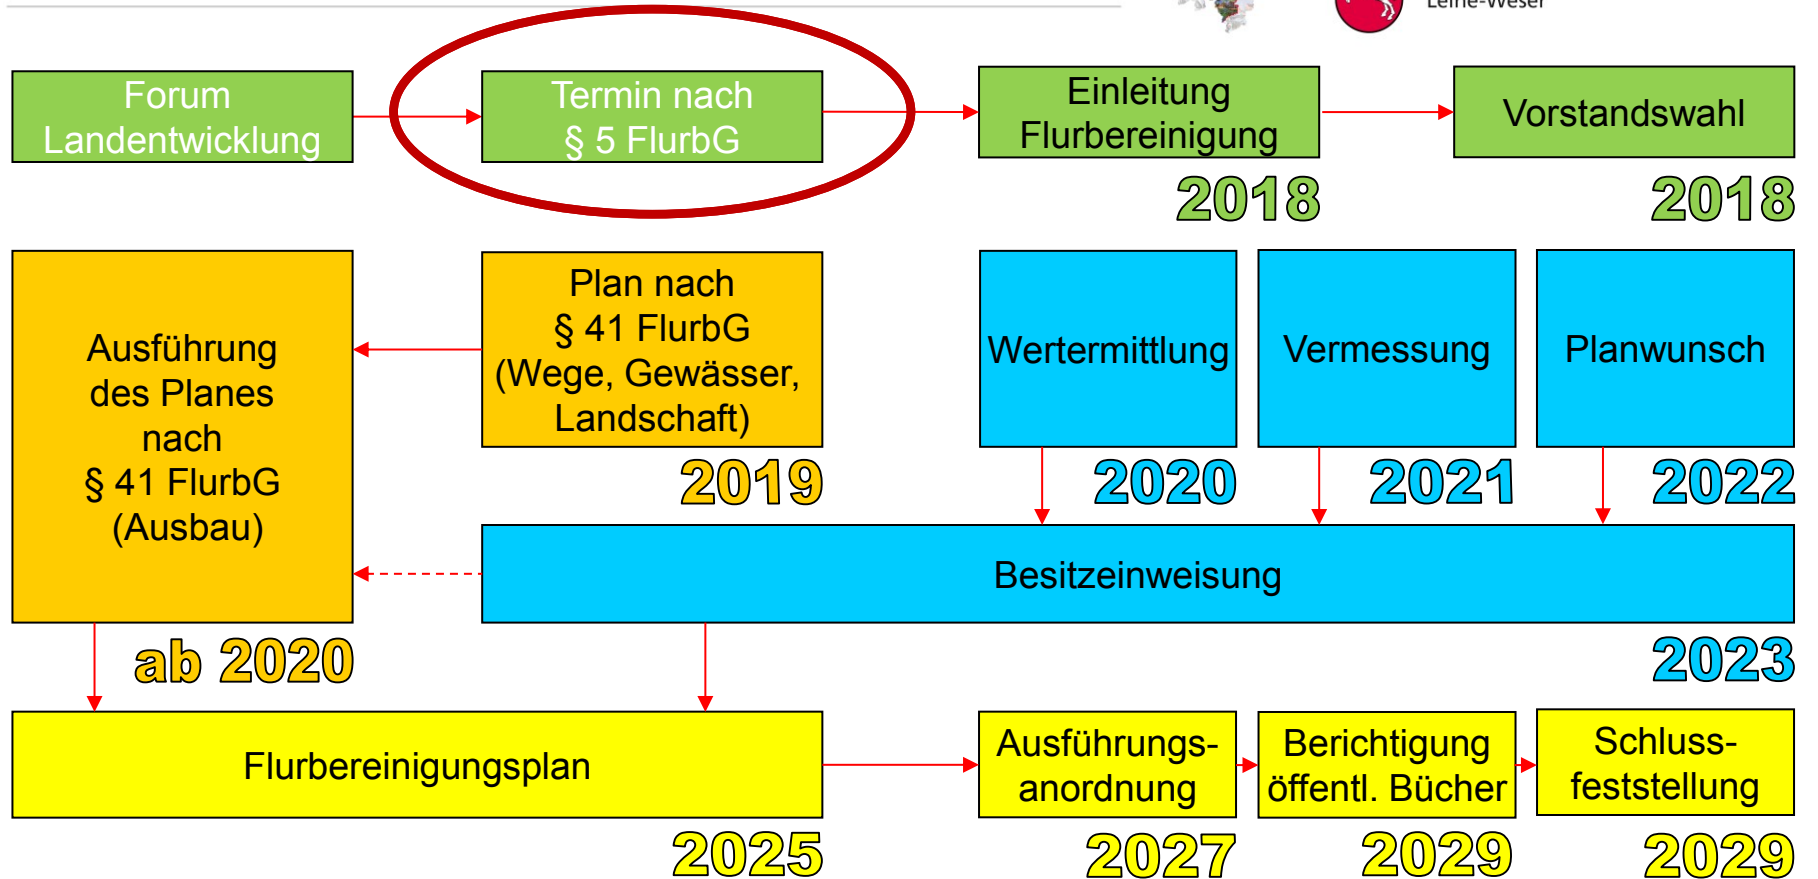 Leine-Weser
Forum
Landentwicklung
Termin nach
§ 5 FlurbG
Einleitung
Flurbereinigung
Vorstandswahl
2018
2018
Ausführung
des Planes
nach
§ 41 FlurbG
(Ausbau)
Plan nach
§ 41 FlurbG
(Wege, Gewässer,
Landschaft)
Wertermittlung
Vermessung
Planwunsch
2019
2020
2021
2022
Besitzeinweisung
ab 2020
2023
Flurbereinigungsplan
Ausführungs-
anordnung
Berichtigung
öffentl. Bücher
Schluss-
feststellung
2025
2027
2029
2029